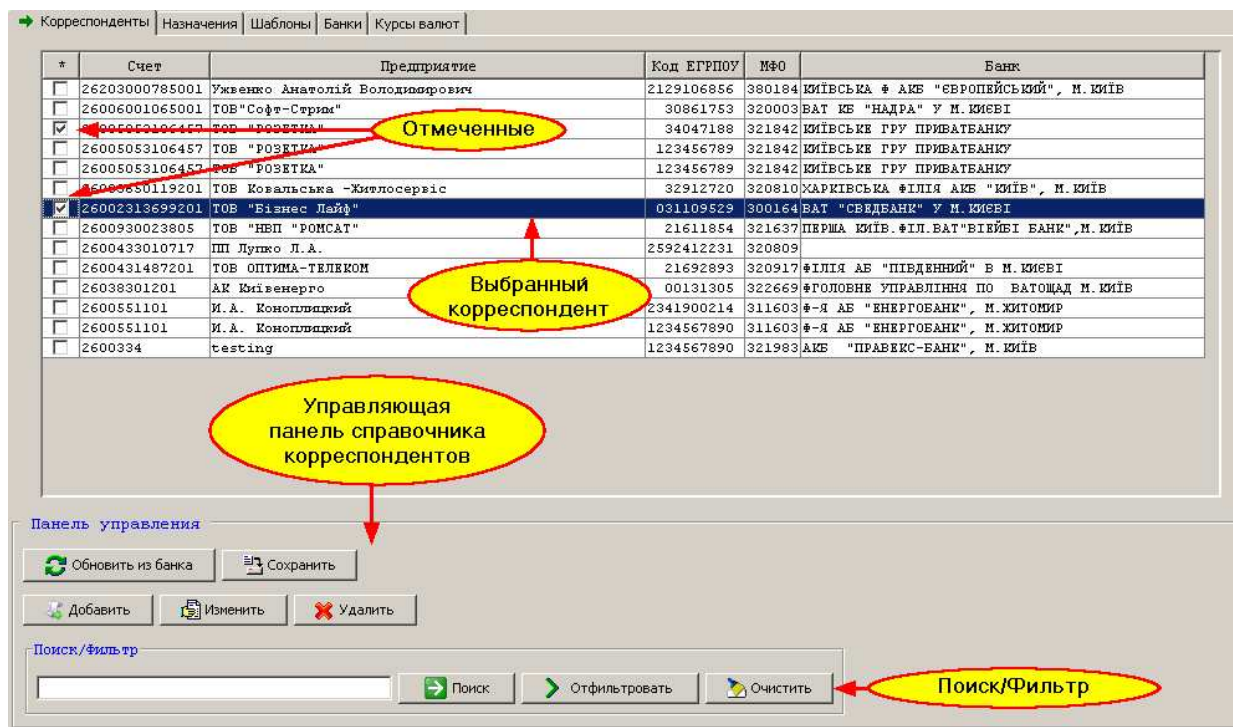 Корреспонденты Назначения Шаблоны Банки Курсы валют
* Счет Предприятие Код ЕГРПОУ МФО Банк
26203000785001 Ужвенко Анатолій Володимирович 2129106856 380184 КИЇВСЬКА Ф АКБ "ЄВРОПЕЙСЬКИЙ", М.КИЇВ
26006001065001 ТОВ"Софт-Стрим" 30861753 320003 ВАТ КБ "НАДРА" У М.КИЄВІ
26005053106457 ТОВ "РОЗЕТКА" 34047188 321842 КИЇВСЬКЕ ГРУ ПРИВАТБАНКУ
Отмеченные
26005053106457 ТОВ "РОЗЕТКА" 123456789 321842 КИЇВСЬКЕ ГРУ ПРИВАТБАНКУ
26005053106457 ТОВ "РОЗЕТКА" 123456789 321842 КИЇВСЬКЕ ГРУ ПРИВАТБАНКУ
ТОВ Ковальська -Житлосервіс 32912720 320810 ХАРКІВСЬКА ФІЛІЯ АКБ "КИЇВ", М.КИЇВ
26002313699201 ТОВ "Бізнес Лайф" 031109529 300164 ВАТ "СВЕДБАНК" У М.КИЄВІ
2600930023805 ТОВ "НВП "РОМСАТ" 21611854 321637 ПЕРША КИЇВ.ФІЛ.ВАТ"ВІЕЙБІ БАНК",М.КИЇВ
2600433010717 ПП Лупко Л.А. 2592412231 320809
2600431487201 ТОВ ОПТИМА-ТЕЛЕКОМ 21692893 320917 ФІЛІЯ АБ "ПІВДЕННИЙ" В М.КИЄВІ
26038301201 АК Київенерго 00131305 322669 ФГОЛОВНЕ УПРАВЛІННЯ ПО ВАТОЩАД М.КИЇВ
Выбранный
корреспондент
2600551101 И.А. Коноплицкий 2341900214 311603 Ф-Я АБ "ЕНЕРГОБАНК", М.ЖИТОМИР
2600551101 И.А. Коноплицкий 1234567890 311603 Ф-Я АБ "ЕНЕРГОБАНК", М.ЖИТОМИР
2600334 testing 1234567890 321983 АКБ "ПРАВЕКС-БАНК", М.КИЇВ
Управляющая
панель справочника
корреспондентов
Панель управления
Обновить из банка Сохранить
Добавить Изменить Удалить
Поиск/Фильтр
Поиск Отфильтровать Очистить
Поиск/Фильтр